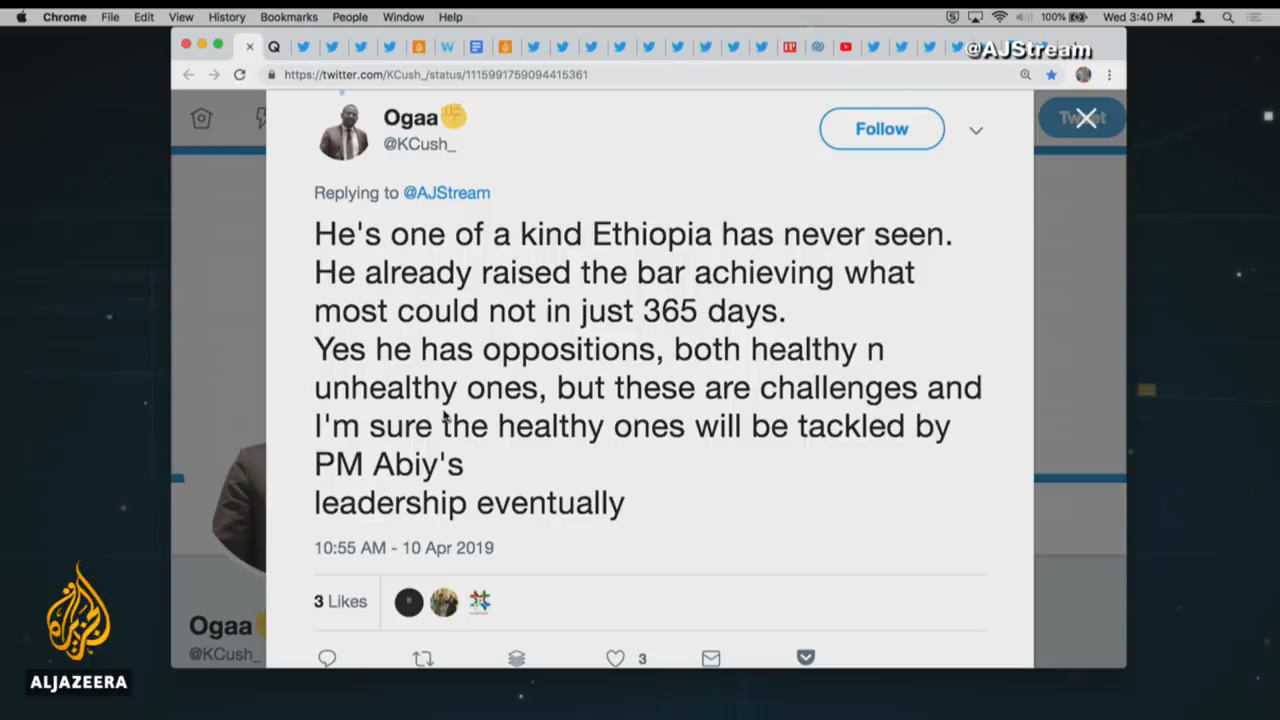 Chrome File Edit View History Bookmarks People Window Help 100% Wed 3:40 PM
@AJStream
https://twitter.com/KCush_/status/1115991759094415361
Ogaa
@KCush_
Follow
Tweet
Replying to @AJStream
He's one of a kind Ethiopia has never seen.
He already raised the bar achieving what
most could not in just 365 days.
Yes he has oppositions, both healthy n
unhealthy ones, but these are challenges and
I'm sure the healthy ones will be tackled by
PM Abiy's
leadership eventually
10:55 AM - 10 Apr 2019
3 Likes
Ogaa
@KCush_
3
الجزيرة
ALJAZEERA